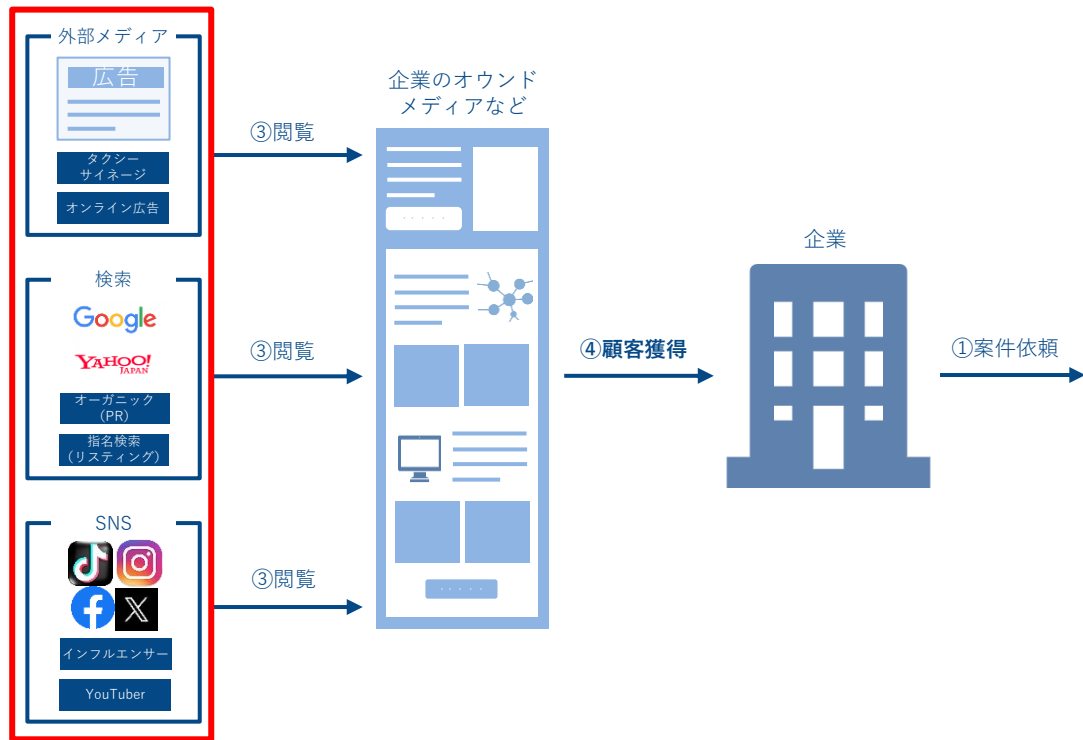 外部メディア
広告
タクシー
サイネージ
オンライン広告
検索
Google
YAHOO!
JAPAN
オーガニック
(PR)
指名検索
(リスティング)
SNS
インフルエンサー
YouTuber
③閲覧
③閲覧
③閲覧
企業のオウンド
メディアなど
④顧客獲得
企業
①案件依頼